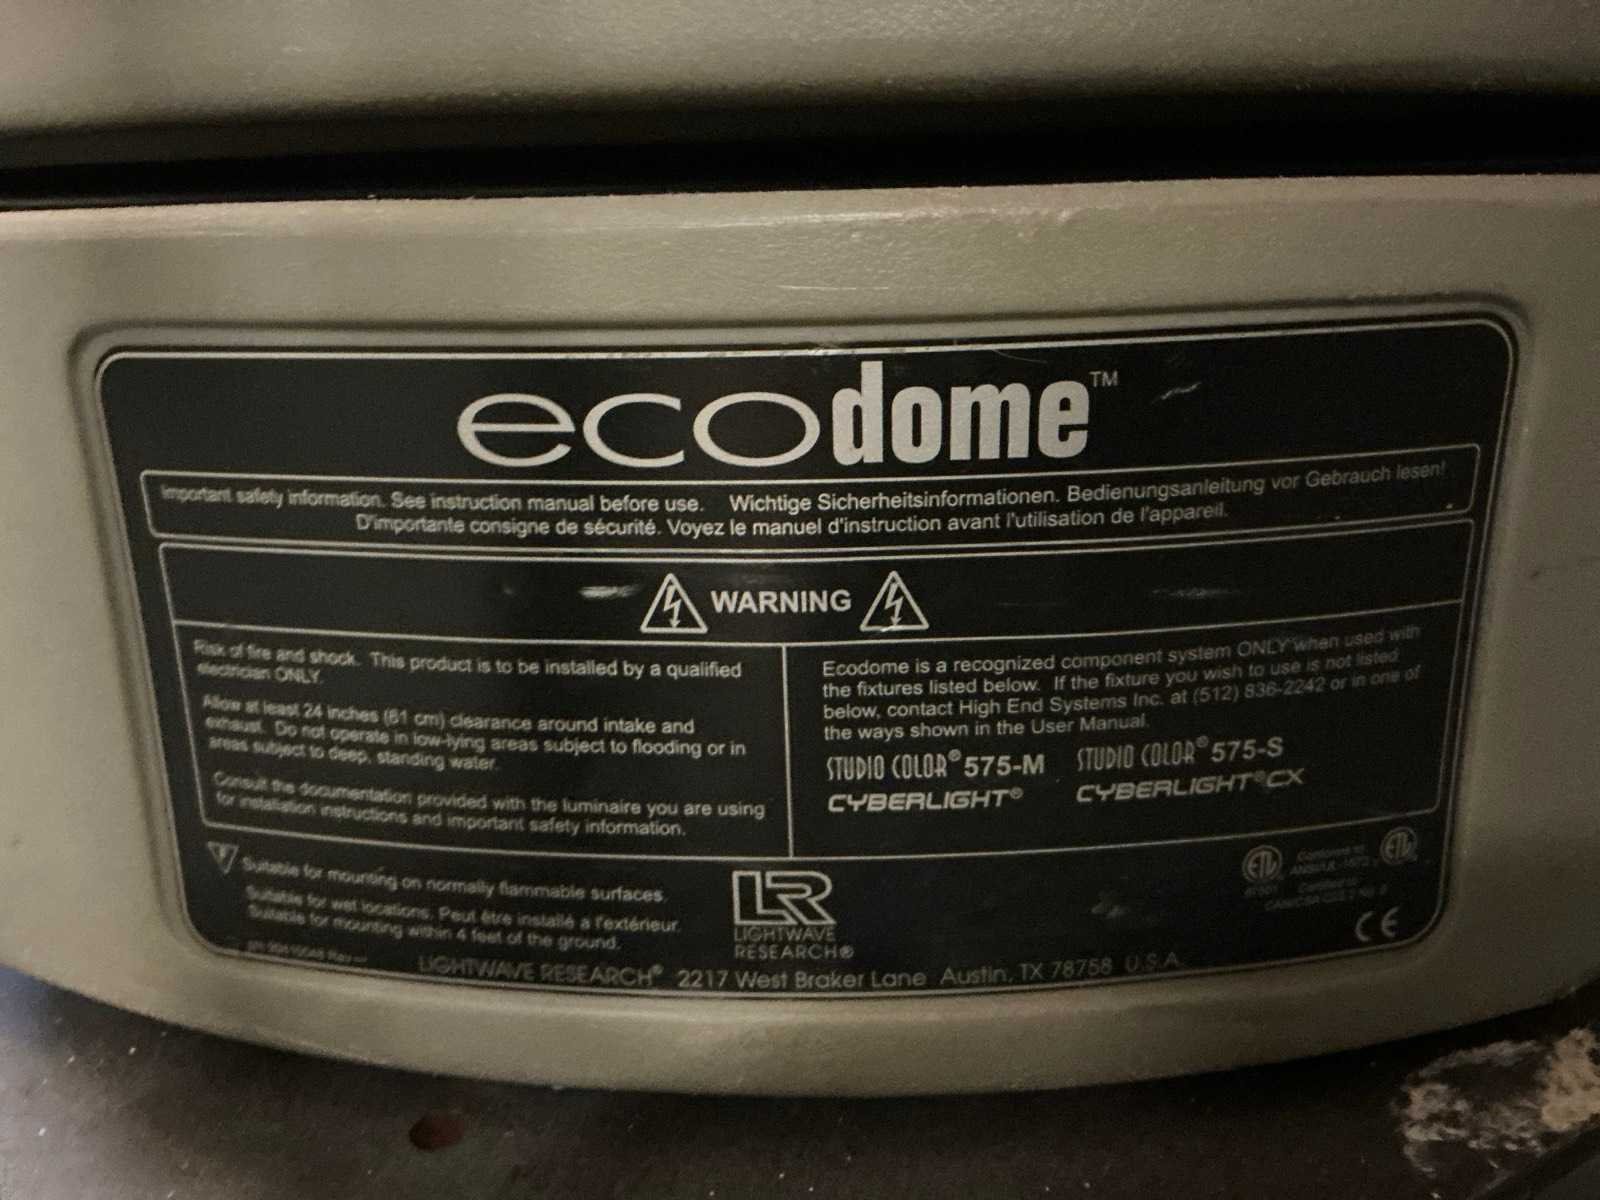 ecodome™
Important safety information. See instruction manual before use. Wichtige Sicherheitsinformationen. Bedienungsanleitung vor Gebrauch lesen!
D'importante consigne de sécurité. Voyez le manuel d'instruction avant l'utilisation de l'appareil.
WARNING
Risk of fire and shock. This product is to be installed by a qualified
electrician ONLY.
Allow at least 24 inches (61 cm) clearance around intake and
exhaust. Do not operate in low-lying areas subject to flooding or in
areas subject to deep, standing water.
Consult the documentation provided with the luminaire you are using
for installation instructions and important safety information.
Ecodome is a recognized component system ONLY when used with
the fixtures listed below. If the fixture you wish to use is not listed
below, contact High End Systems Inc. at (512) 836-2242 or in one of
the ways shown in the User Manual.
STUDIO COLOR® 575-M STUDIO COLOR® 575-S
CYBERLIGHT® CYBERLIGHT® CX
F Suitable for mounting on normally flammable surfaces.
Suitable for wet locations. Peut être installé a l'extérieur.
Suitable for mounting within 4 feet of the ground.
LR
LIGHTWAVE
RESEARCH®
ETL
Conforms to
ETL
CE
LIGHTWAVE RESEARCH® 2217 West Braker Lane Austin, TX 78758 U.S.A.